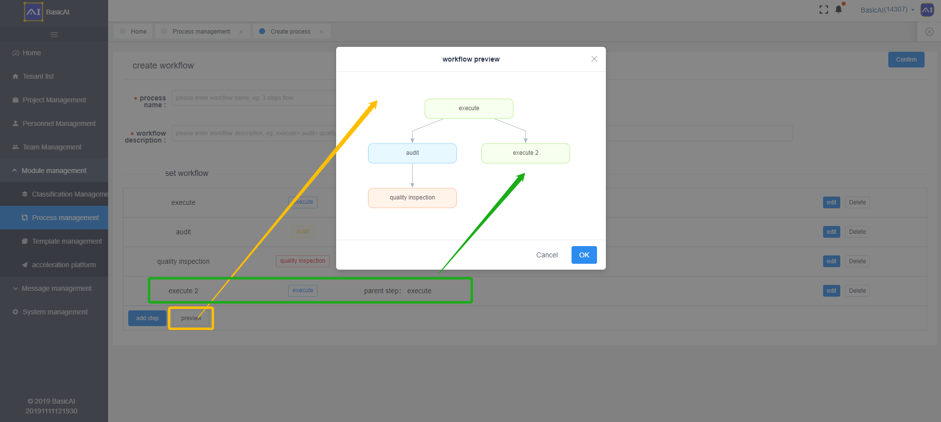 BasicAI
BasicAI(14307)
Home
Tenant list
Project Management
Personnel Management
Team Management
Module management
Classification Manageme
Process management
Template management
acceleration platform
Message management
System management
© 2019 BasicAI
20191111121930
Home
Process management
Create process
create workflow
Confirm
* process name :
please enter workflow name, eg: 3 steps flow
* workflow description :
please enter workflow description, eg: execute> audit> quality
set workflow
execute
execute
edit
Delete
audit
audit
edit
Delete
quality inspection
quality inspection
edit
Delete
execute 2
execute
parent step: execute
edit
Delete
add step
preview
workflow preview
execute
audit
execute 2
quality inspection
Cancel
OK